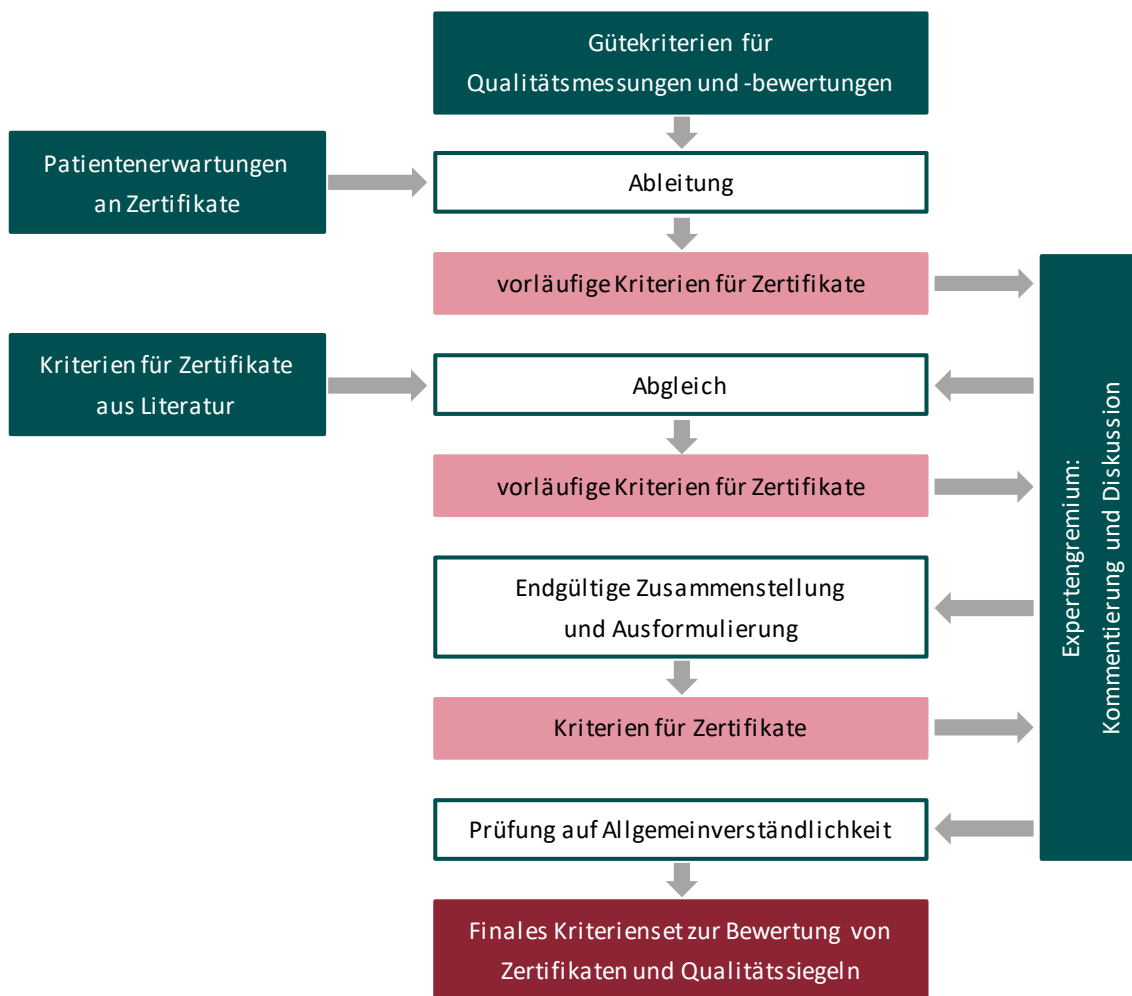 Gütekriterien für
Qualitätsmessungen und -bewertungen
Patientenerwartungen
an Zertifikate
Ableitung
vorläufige Kriterien für Zertifikate
Kriterien für Zertifikate
aus Literatur
Abgleich
vorläufige Kriterien für Zertifikate
Endgültige Zusammenstellung
und Ausformulierung
Kriterien für Zertifikate
Prüfung auf Allgemeinverständlichkeit
Finales Kriterienset zur Bewertung von
Zertifikaten und Qualitätssiegeln
Expertengremium:
Kommentierung und Diskussion